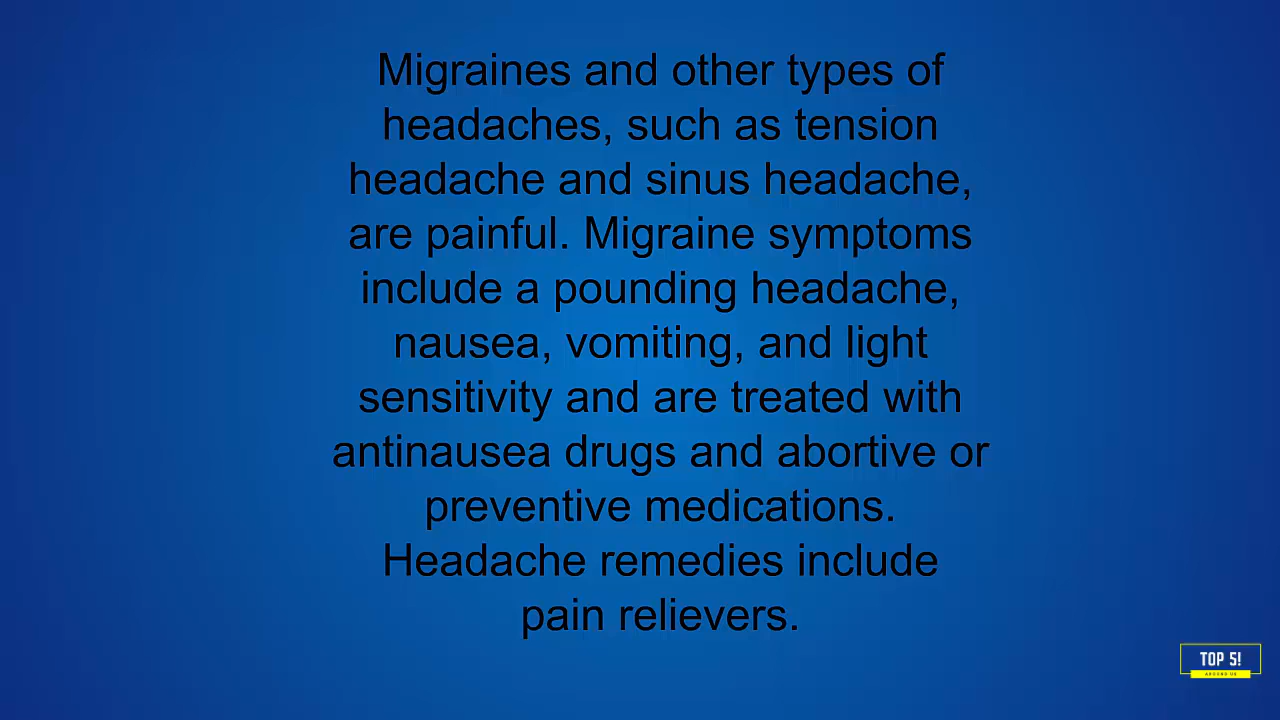 Migraines and other types of
headaches, such as tension
headache and sinus headache,
are painful. Migraine symptoms
include a pounding headache,
nausea, vomiting, and light
sensitivity and are treated with
antinausea drugs and abortive or
preventive medications.
Headache remedies include
pain relievers.
TOP 5!
AROUND US